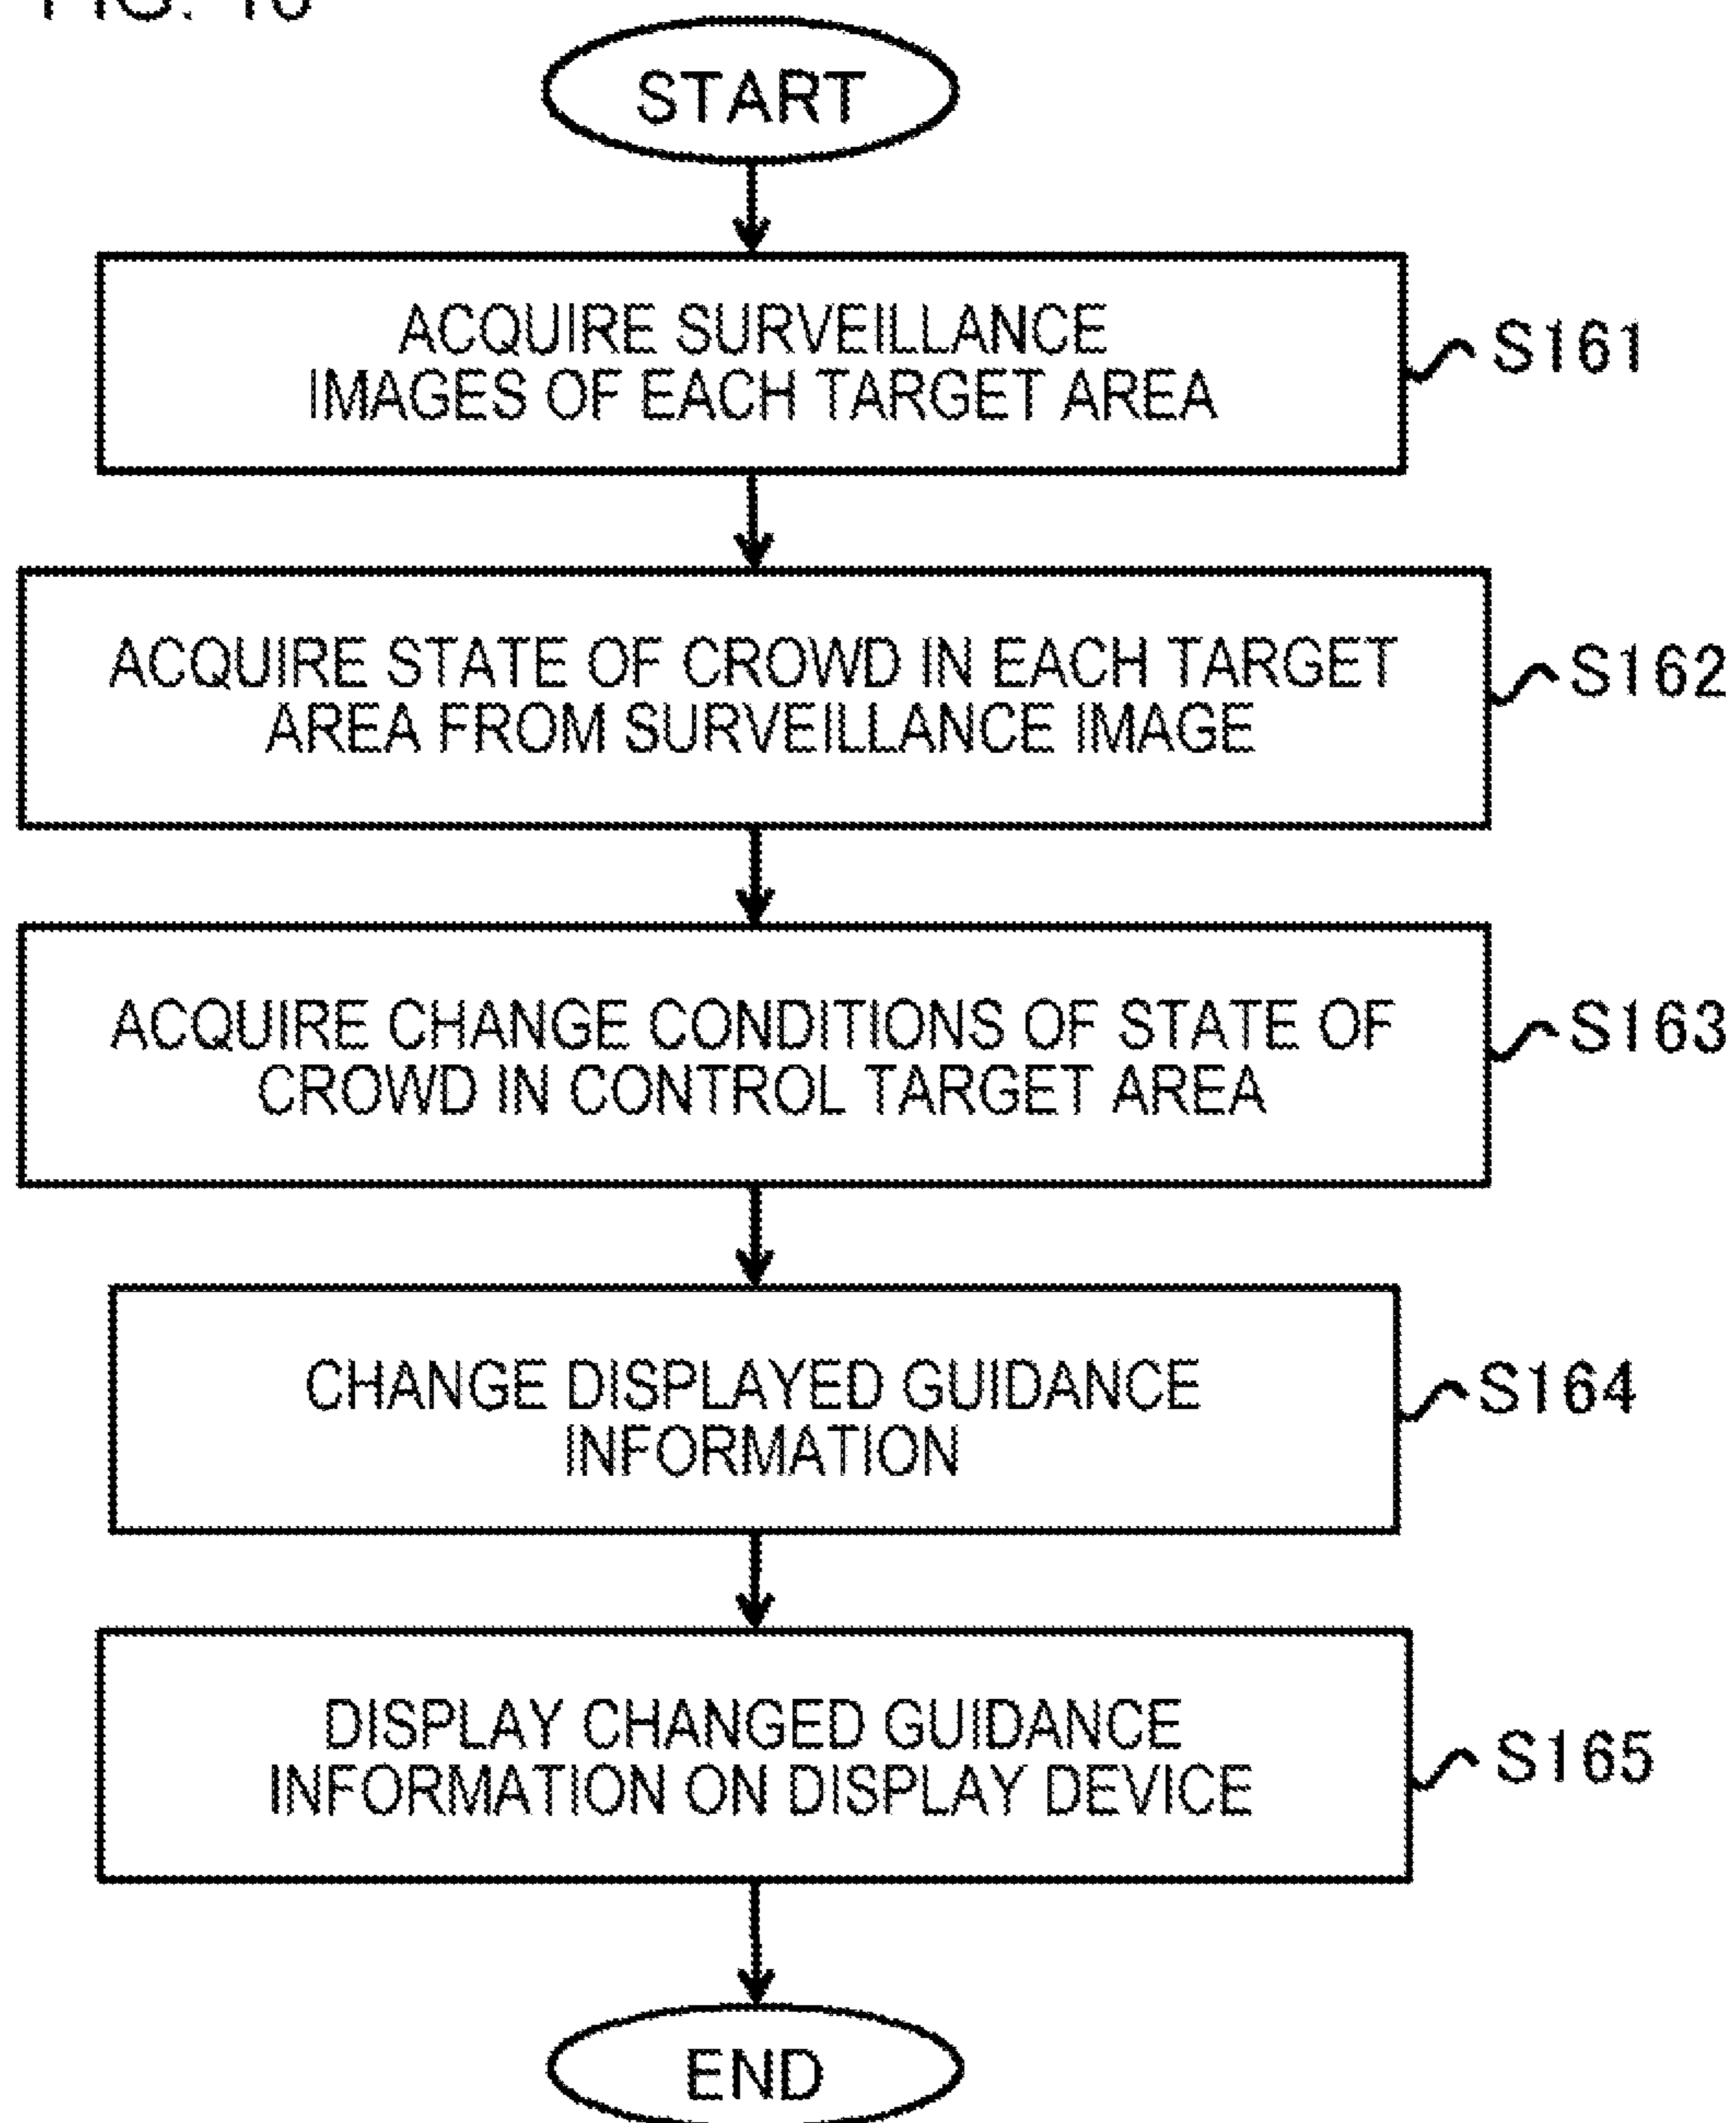 START
ACQUIRE SURVEILLANCE
IMAGES OF EACH TARGET AREA
S161
ACQUIRE STATE OF CROWD IN EACH TARGET
AREA FROM SURVEILLANCE IMAGE
S162
ACQUIRE CHANGE CONDITIONS OF STATE OF
CROWD IN CONTROL TARGET AREA
S163
CHANGE DISPLAYED GUIDANCE
INFORMATION
S164
DISPLAY CHANGED GUIDANCE
INFORMATION ON DISPLAY DEVICE
S165
END